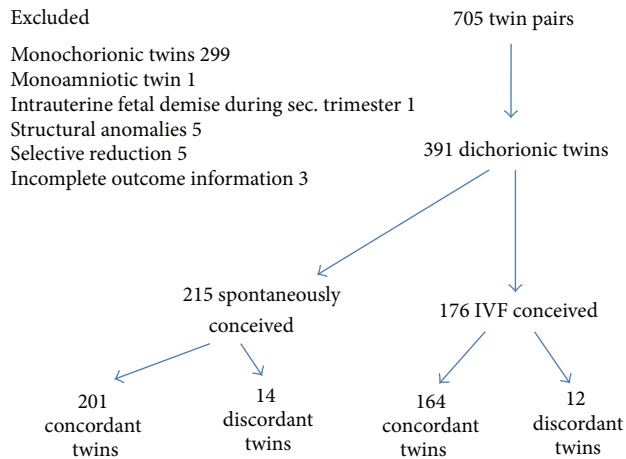 Excluded
Monochorionic twins 299
Monoamniotic twin 1
Intrauterine fetal demise during sec. trimester 1
Structural anomalies 5
Selective reduction 5
Incomplete outcome information 3
705 twin pairs
391 dichorionic twins
215 spontaneously
conceived
176 IVF conceived
201
concordant
twins
14
discordant
twins
164
concordant
twins
12
discordant
twins